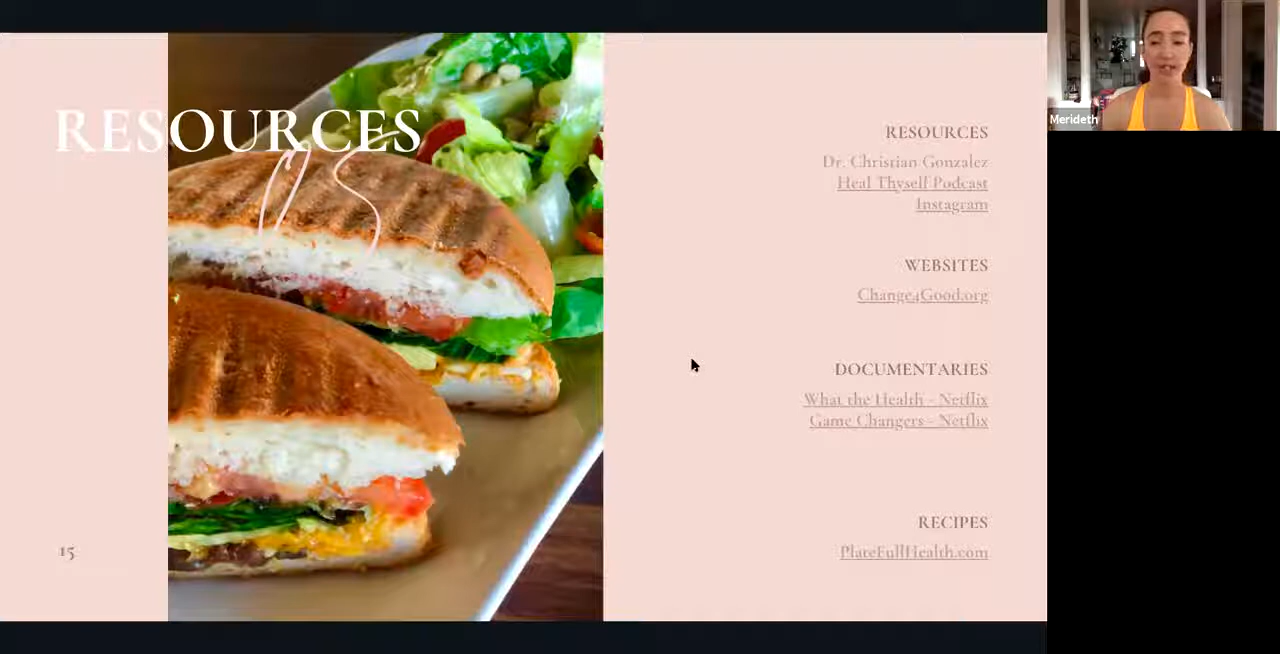 RESOURCES
RESOURCES
Dr. Christian Gonzalez
Heal Thyself Podcast
Instagram
WEBSITES
Change4Good.org
DOCUMENTARIES
What the Health - Netflix
Game Changers - Netflix
RECIPES
PlateFullHealth.com
15
Merideth